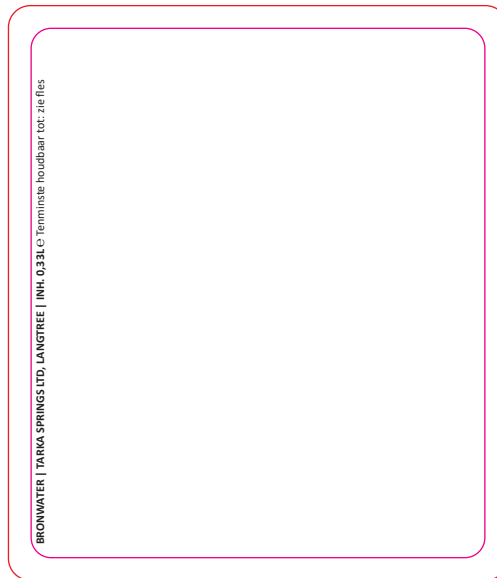 BRONWATER | TARKA SPRINGS LTD, LANGTREE | INH. 0,33L ℮ Tenminste houdbaar tot: zie fles